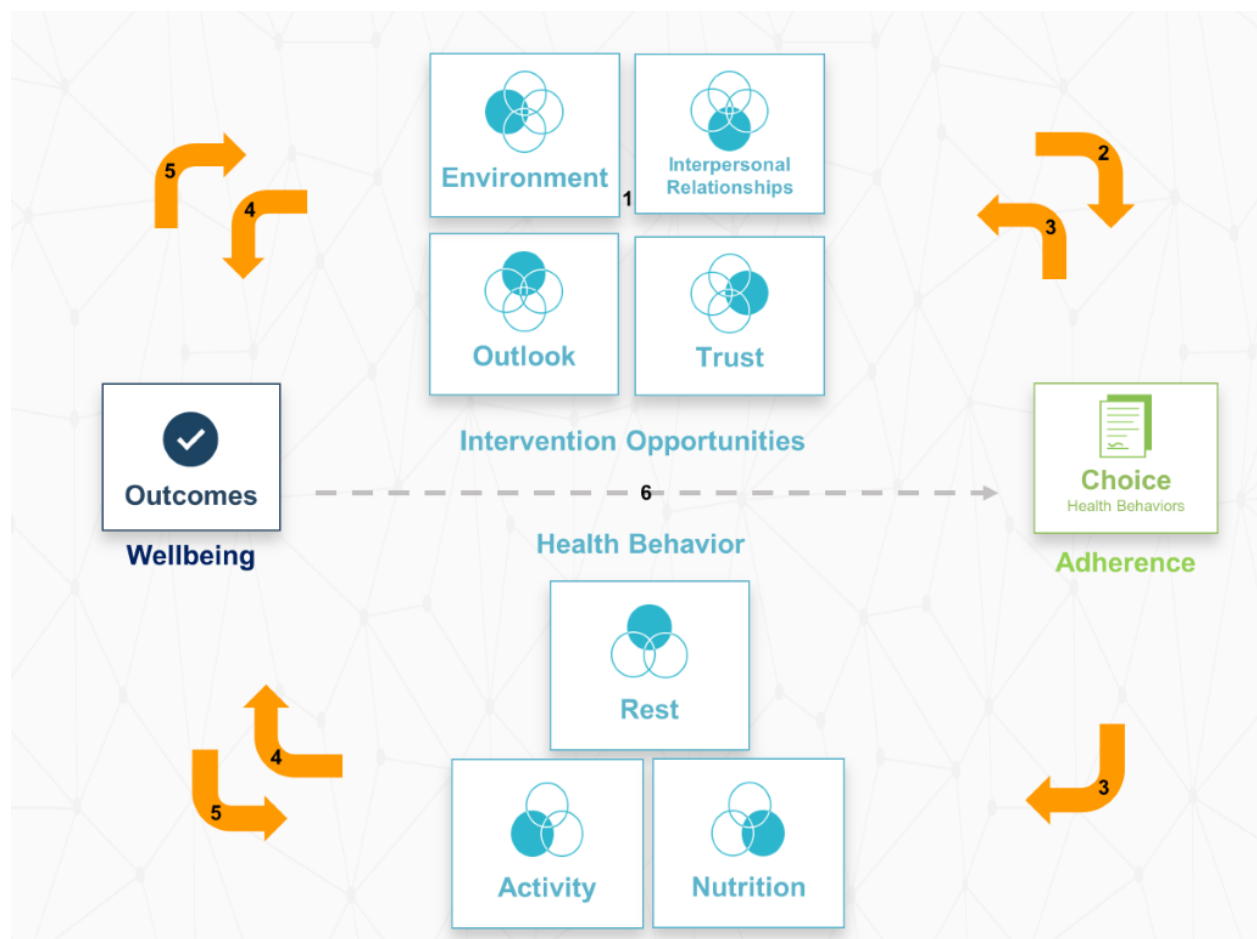 5
2
Environment
Interpersonal
Relationships
1
4
3
Outlook
Trust
Intervention Opportunities
Outcomes
Wellbeing
6
Choice
Health Behaviors
Adherence
Health Behavior
Rest
4
5
3
Activity
Nutrition